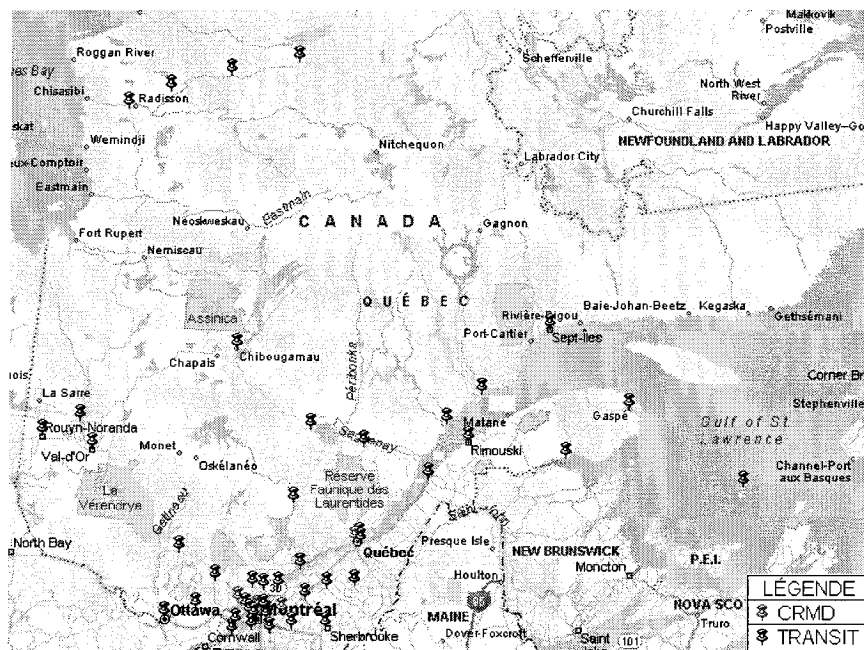 Makkovik
Postville
Roggan River
Schefferville
es Bay
Chisasibi
Radisson
North West
River
Churchill Falls
Happy Valley-Go
skat
Wemindji
Nitchequon
NEWFOUNDLAND AND LABRADOR
eux-Comptoir
Labrador City
Eastmain
Neoskweskau
Eastmain
CANADA
Gagnon
Fort Rupert
Nemiscau
QUÉBEC
Assinica
Rivière-Pigou
Baie-Johan-Beetz
Kegaska
Gethsémani
Port-Cartier
Sept-Îles
Chibougamau
Chapais
Péribonka
La Sarre
Corner Br
Stephenville
Matane
Gaspé
Gulf of St.
Lawrence
Rouyn-Noranda
Saguenay
Rimouski
Val-d'Or
Monet
Oskélanéo
Channel-Port
aux Basques
La
Vérendrye
Gatineau
Réserve
Faunique des
Laurentides
Saint John
North Bay
Québec
Presque Isle
NEW BRUNSWICK
P.E.I.
Moncton
Houlton
LÉGENDE
CRMD
TRANSIT
Ottawa
Montréal
MAINE
NOVA SCO
Truro
Cornwall
Sherbrooke
Dover-Foxcroft
Saint
101